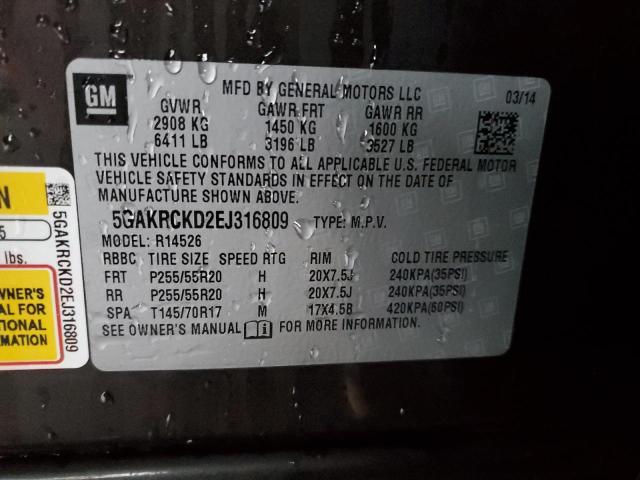 GM
MFD BY GENERAL MOTORS LLC
03/14
GVWR GAWR FRT GAWR RR
2908 KG 1450 KG 1600 KG
6411 LB 3196 LB 3527 LB
THIS VEHICLE CONFORMS TO ALL APPLICABLE U.S. FEDERAL MOTOR
VEHICLE SAFETY STANDARDS IN EFFECT ON THE DATE OF
MANUFACTURE SHOWN ABOVE.
5GAKRCKD2EJ316809 TYPE: M.P.V.
MODEL: R14526
RBBC TIRE SIZE SPEED RTG RIM COLD TIRE PRESSURE
FRT P255/55R20 H 20X7.5J 240KPA(35PSI)
RR P255/55R20 H 20X7.5J 240KPA(35PSI)
SPA T145/70R17 M 17X4.5B 420KPA(60PSI)
SEE OWNER'S MANUAL FOR MORE INFORMATION.
N
5
lbs.
WNER'S
AL FOR
TIONAL
RMATION
5GAKRCKD2EJ316809